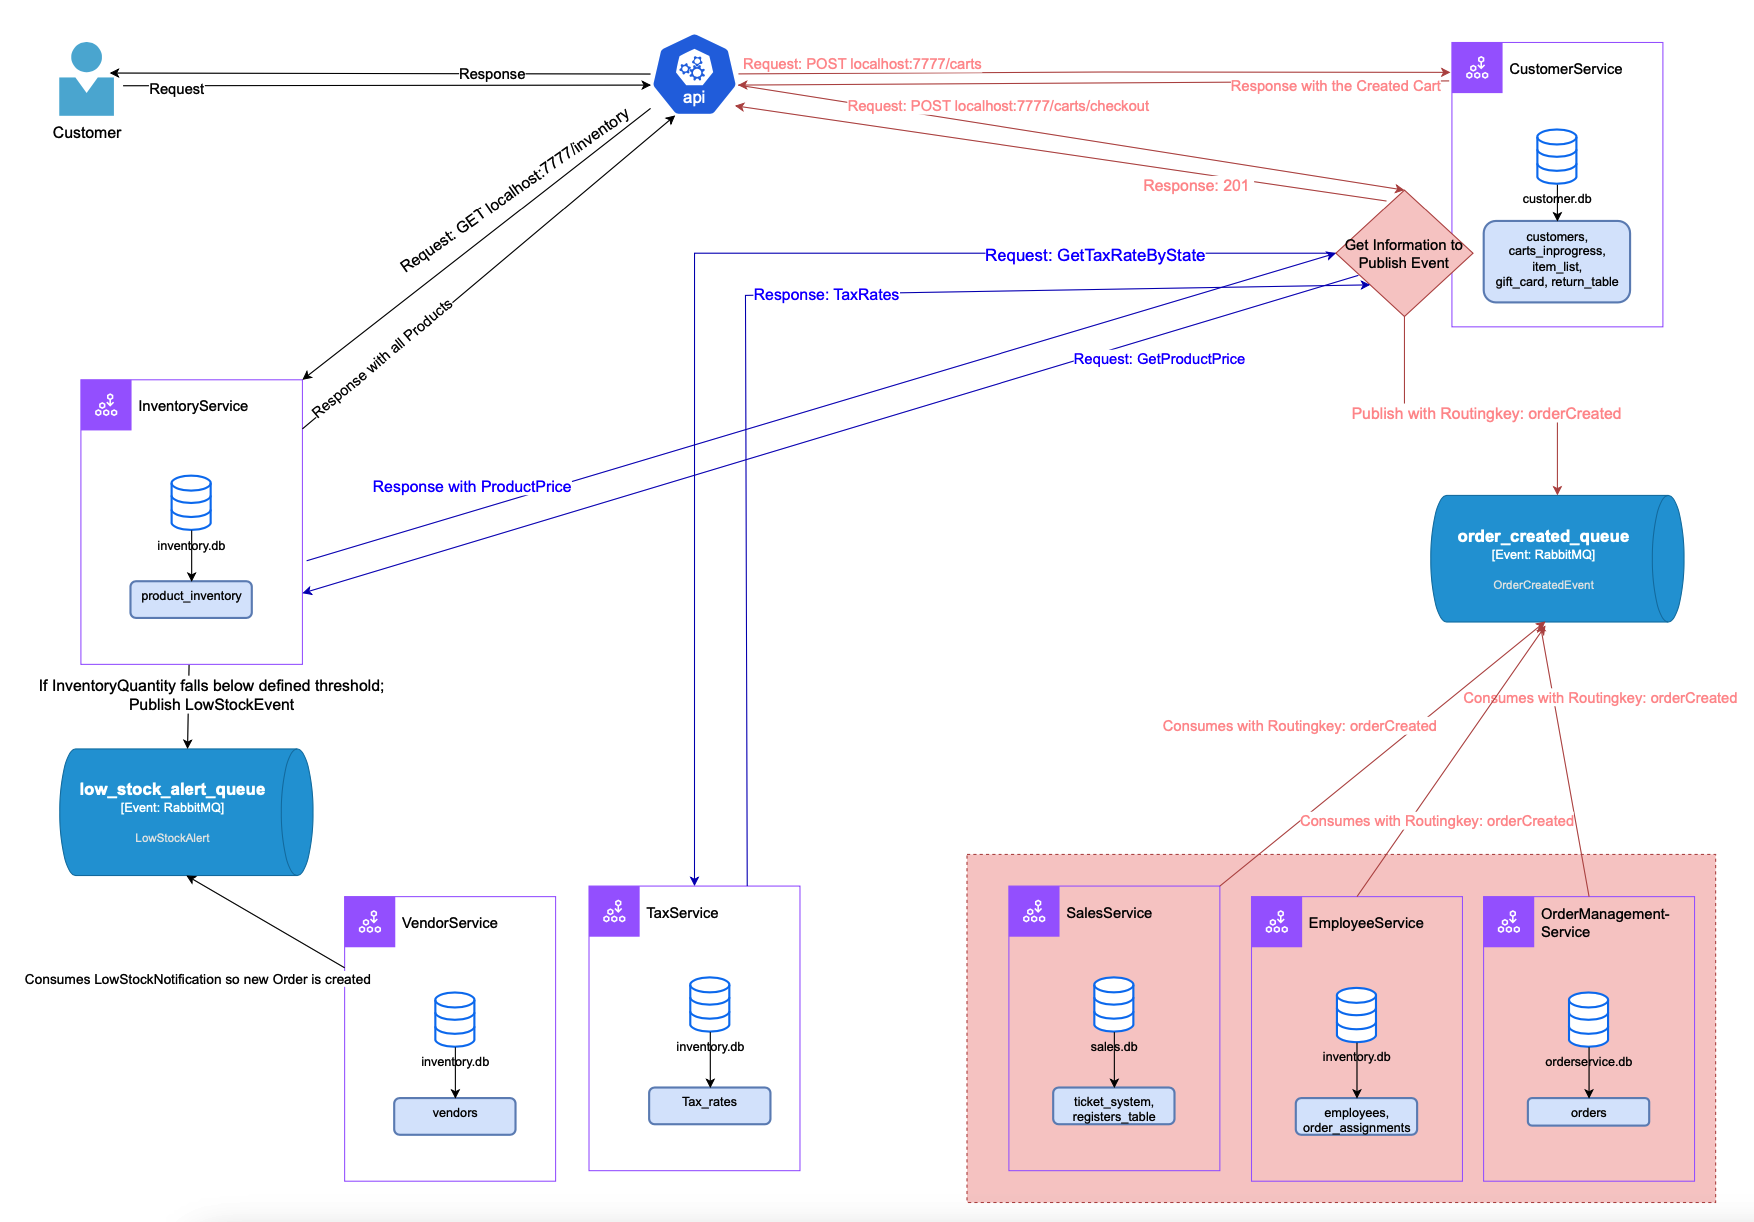 Response
Request
Customer
api
Request: POST localhost:7777/carts
Response with the Created Cart
Request: POST localhost:7777/carts/checkout
Response: 201
CustomerService
customer.db
customers,
carts_inprogress,
item_list,
gift_card, return_table
Get Information to
Publish Event
Request: GET localhost:7777/inventory
Response with all Products
Request: GetTaxRateByState
Response: TaxRates
Request: GetProductPrice
Response with ProductPrice
Publish with Routingkey: orderCreated
InventoryService
inventory.db
product_inventory
If InventoryQuantity falls below defined threshold;
Publish LowStockEvent
order_created_queue
[Event: RabbitMQ]
OrderCreatedEvent
low_stock_alert_queue
[Event: RabbitMQ]
LowStockAlert
Consumes with Routingkey: orderCreated
Consumes with Routingkey: orderCreated
Consumes with Routingkey: orderCreated
Consumes LowStockNotification so new Order is created
VendorService
inventory.db
vendors
TaxService
inventory.db
Tax_rates
SalesService
sales.db
ticket_system,
registers_table
EmployeeService
inventory.db
employees,
order_assignments
OrderManagement-
Service
orderservice.db
orders